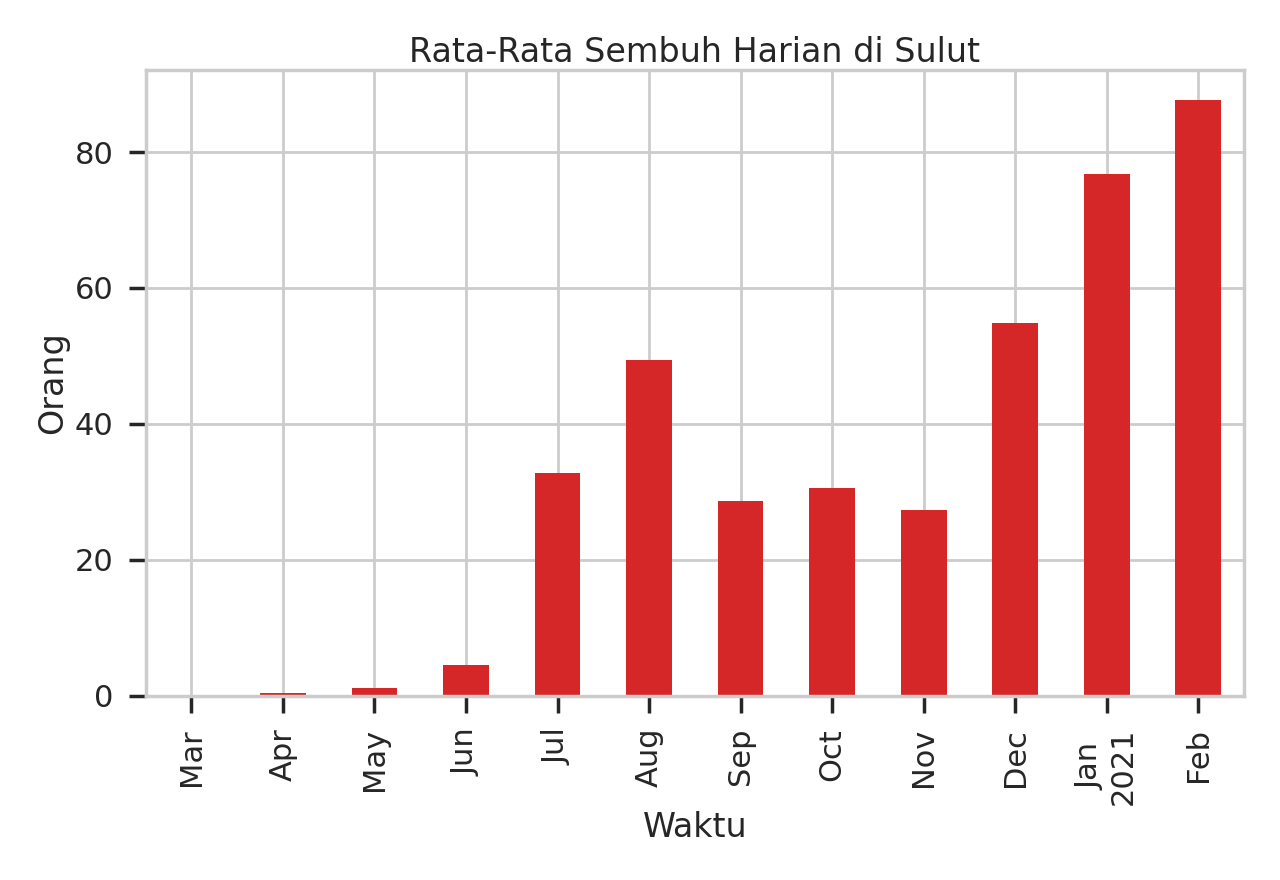 Rata-Rata Sembuh Harian di Sulut
80
60
40
20
0
Orang
Mar
Apr
May
Jun
Jul
Aug
Sep
Oct
Nov
Dec
Jan
2021
Feb
Waktu